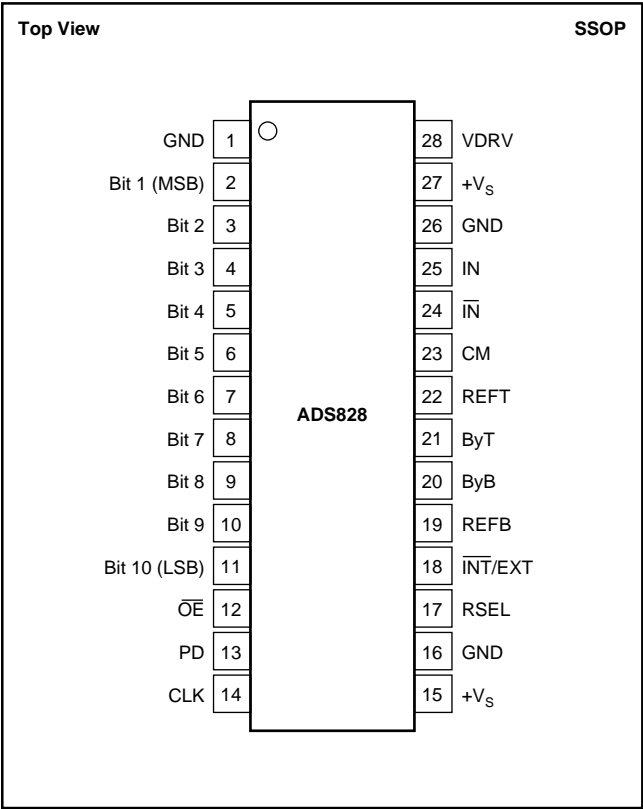 Top View SSOP
GND 1 28 VDRV
Bit 1 (MSB) 2 27 +VS
Bit 2 3 26 GND
Bit 3 4 25 IN
Bit 4 5 24 I̅N̅
Bit 5 6 23 CM
Bit 6 7 22 REFT
ADS828
Bit 7 8 21 ByT
Bit 8 9 20 ByB
Bit 9 10 19 REFB
Bit 10 (LSB) 11 18 I̅N̅T̅/EXT
O̅E̅ 12 17 RSEL
PD 13 16 GND
CLK 14 15 +VS